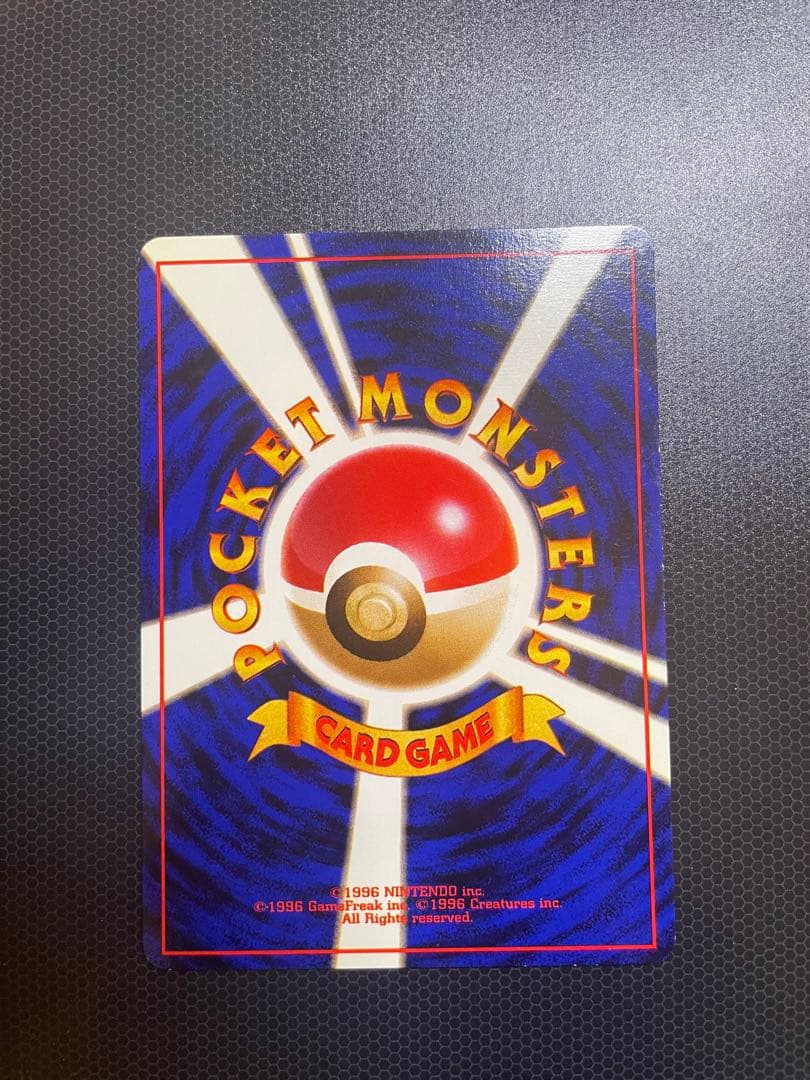 POCKET MONSTERS
CARD GAME
©1996 NINTENDO inc.
©1996 GameFreak inc. ©1996 Creatures inc.
All Rights reserved.